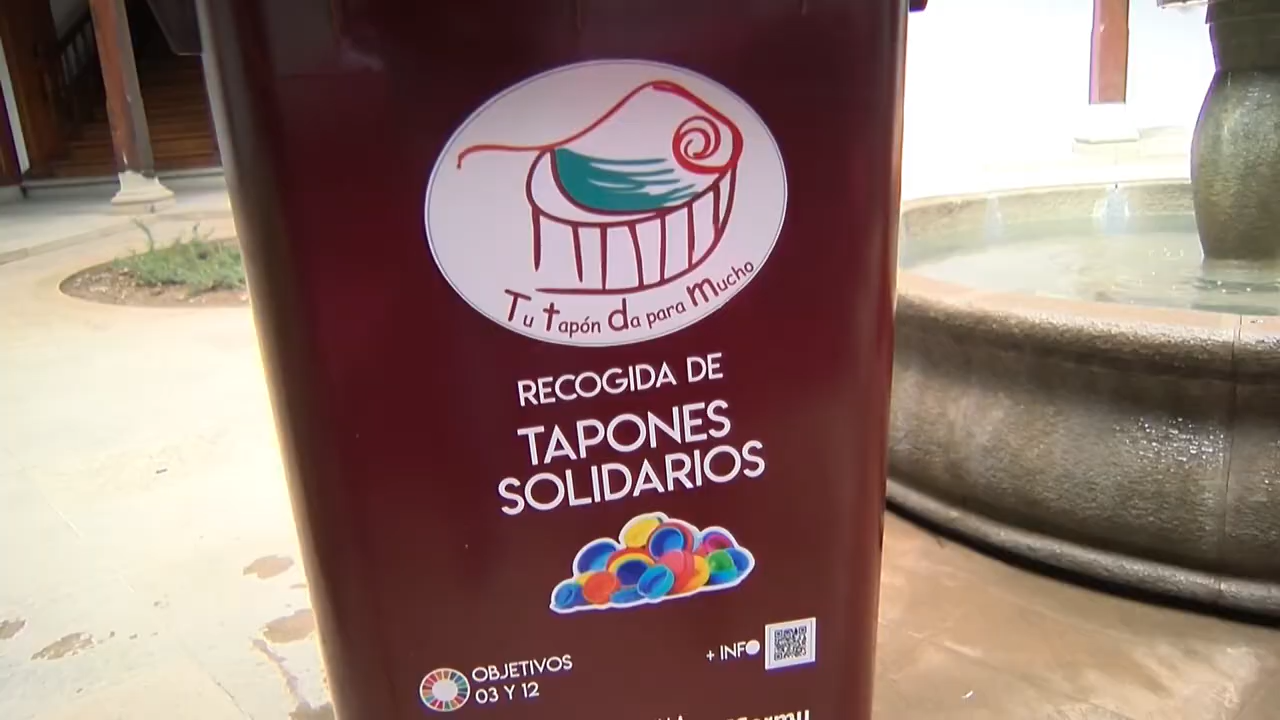 Tu tapón da para mucho
RECOGIDA DE
TAPONES
SOLIDARIOS
+ INFO
OBJETIVOS
03 Y 12